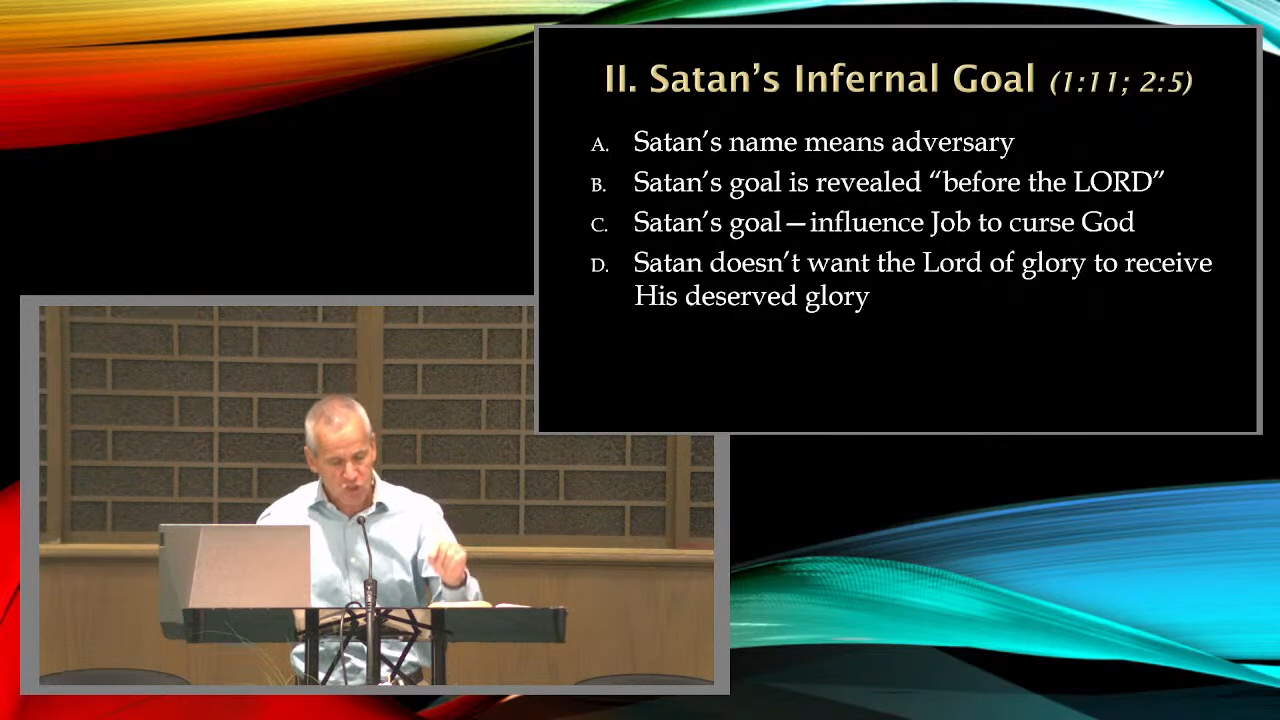 II. Satan’s Infernal Goal (1:11; 2:5)
A. Satan’s name means adversary
B. Satan’s goal is revealed “before the LORD”
C. Satan’s goal—influence Job to curse God
D. Satan doesn’t want the Lord of glory to receive
His deserved glory